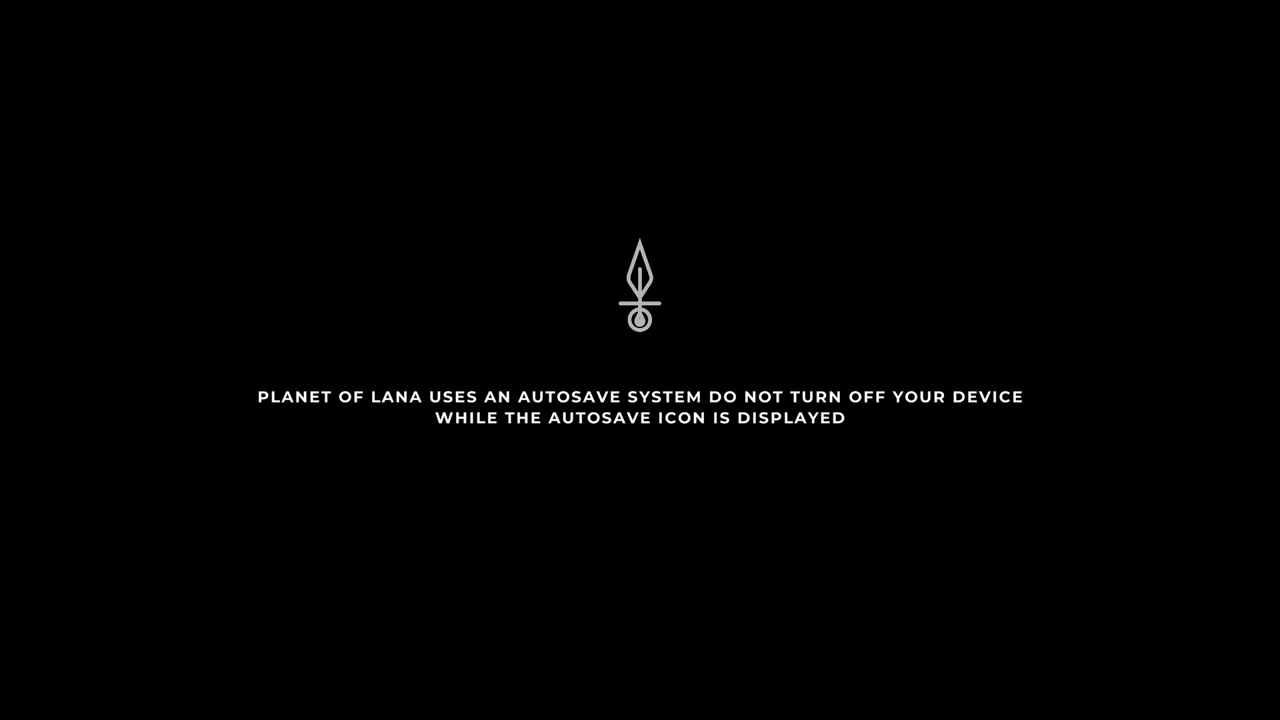 PLANET OF LANA USES AN AUTOSAVE SYSTEM DO NOT TURN OFF YOUR DEVICE
WHILE THE AUTOSAVE ICON IS DISPLAYED